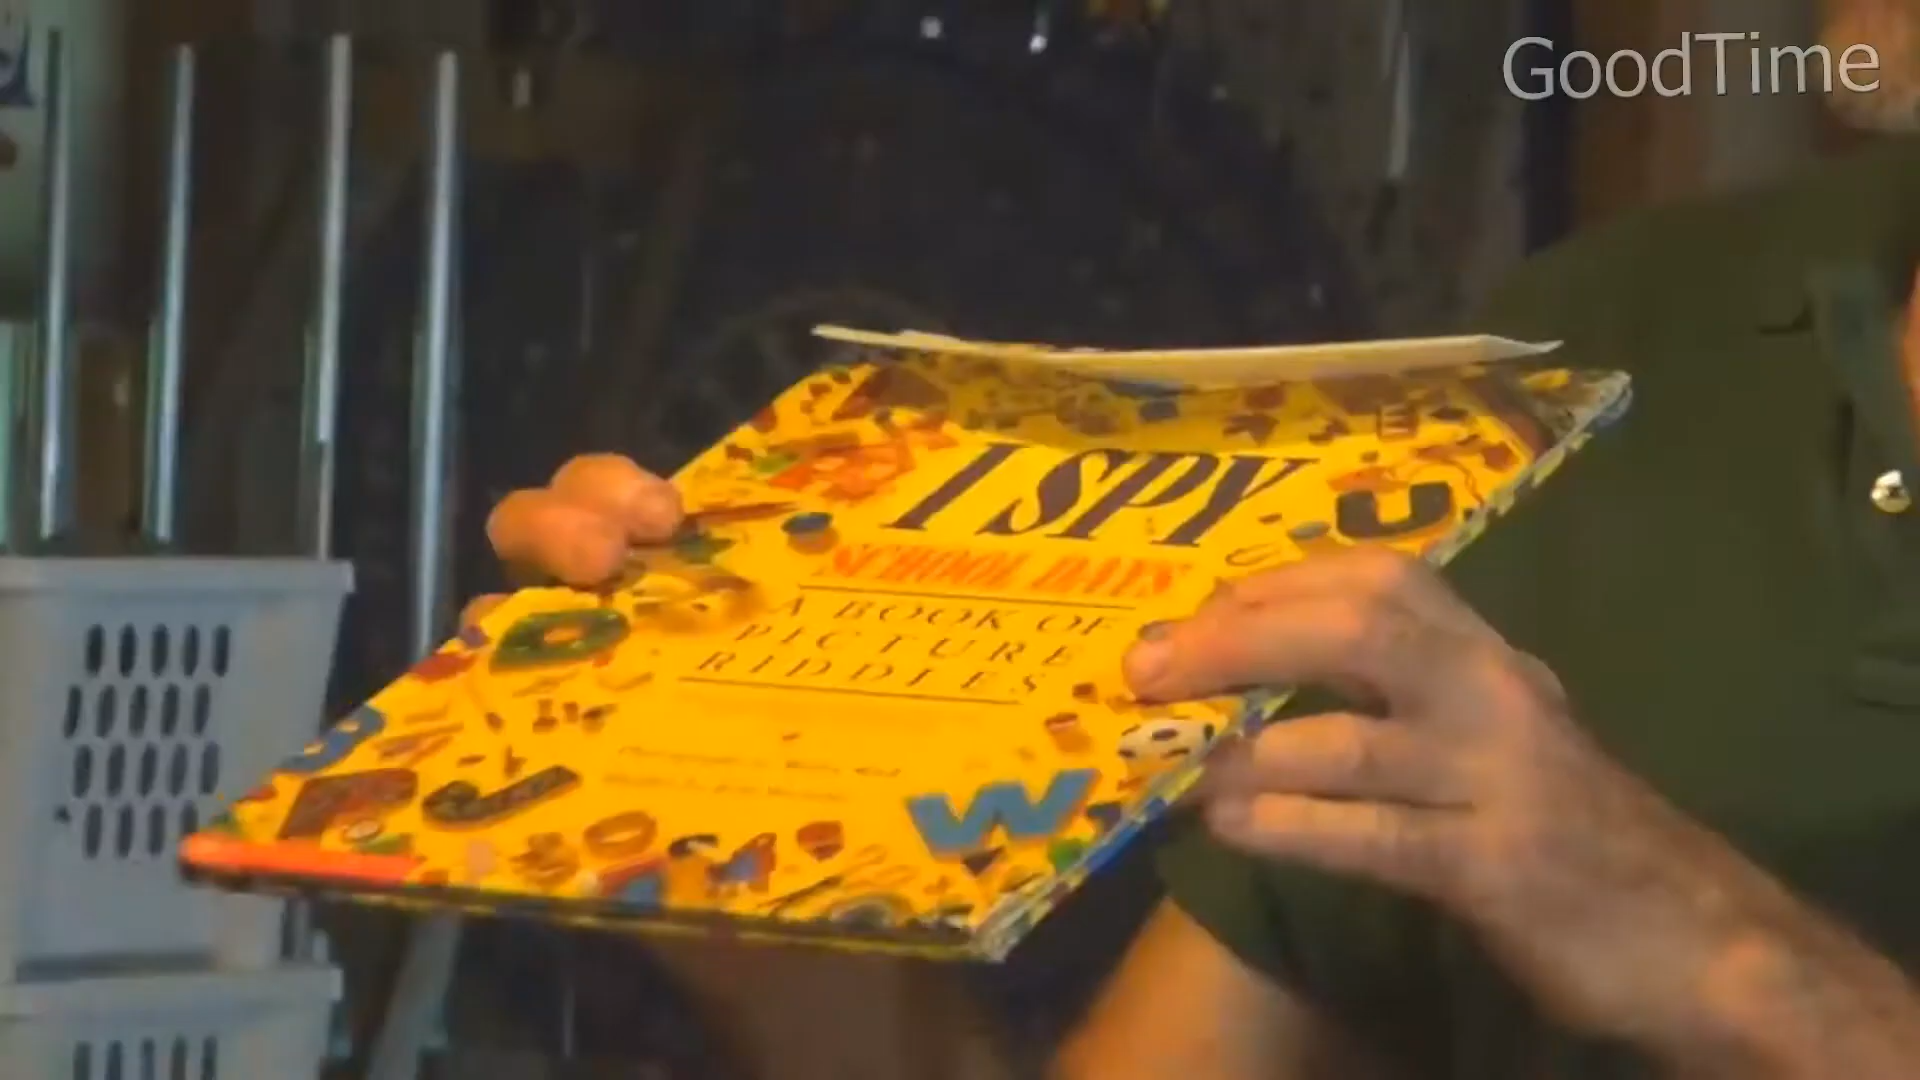 GoodTime
I SPY
SCHOOL DAYS
A BOOK OF
PICTURE
RIDDLES